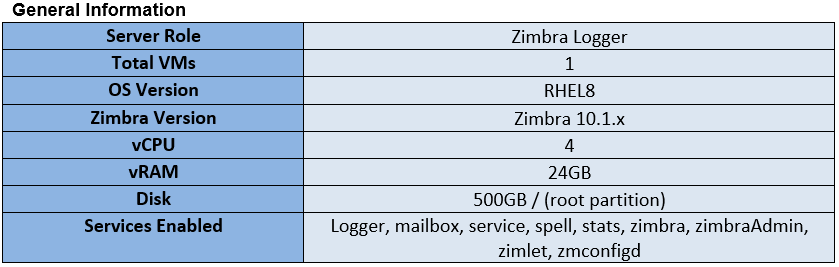 General Information
Server Role Zimbra Logger
Total VMs 1
OS Version RHEL8
Zimbra Version Zimbra 10.1.x
vCPU 4
vRAM 24GB
Disk 500GB / (root partition)
Services Enabled Logger, mailbox, service, spell, stats, zimbra, zimbraAdmin,
zimlet, zmconfigd